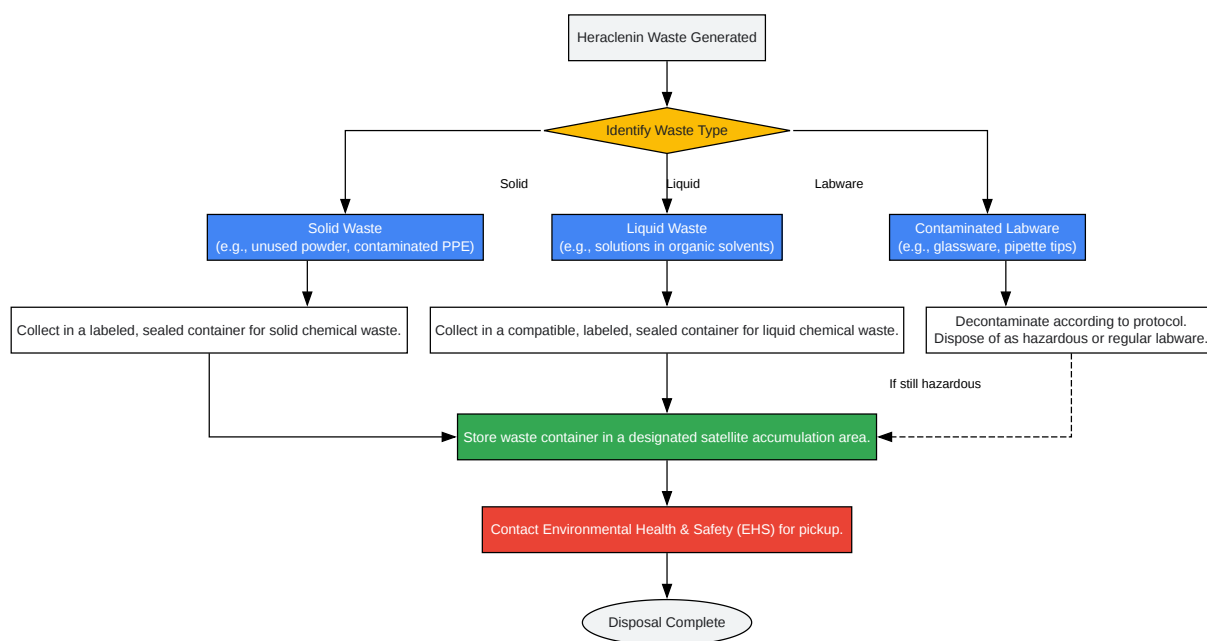 Heraclenin Waste Generated
Identify Waste Type
Solid
Liquid
Labware
Solid Waste
(e.g., unused powder, contaminated PPE)
Liquid Waste
(e.g., solutions in organic solvents)
Contaminated Labware
(e.g., glassware, pipette tips)
Collect in a labeled, sealed container for solid chemical waste.
Collect in a compatible, labeled, sealed container for liquid chemical waste.
Decontaminate according to protocol.
Dispose of as hazardous or regular labware.
If still hazardous
Store waste container in a designated satellite accumulation area.
Contact Environmental Health & Safety (EHS) for pickup.
Disposal Complete